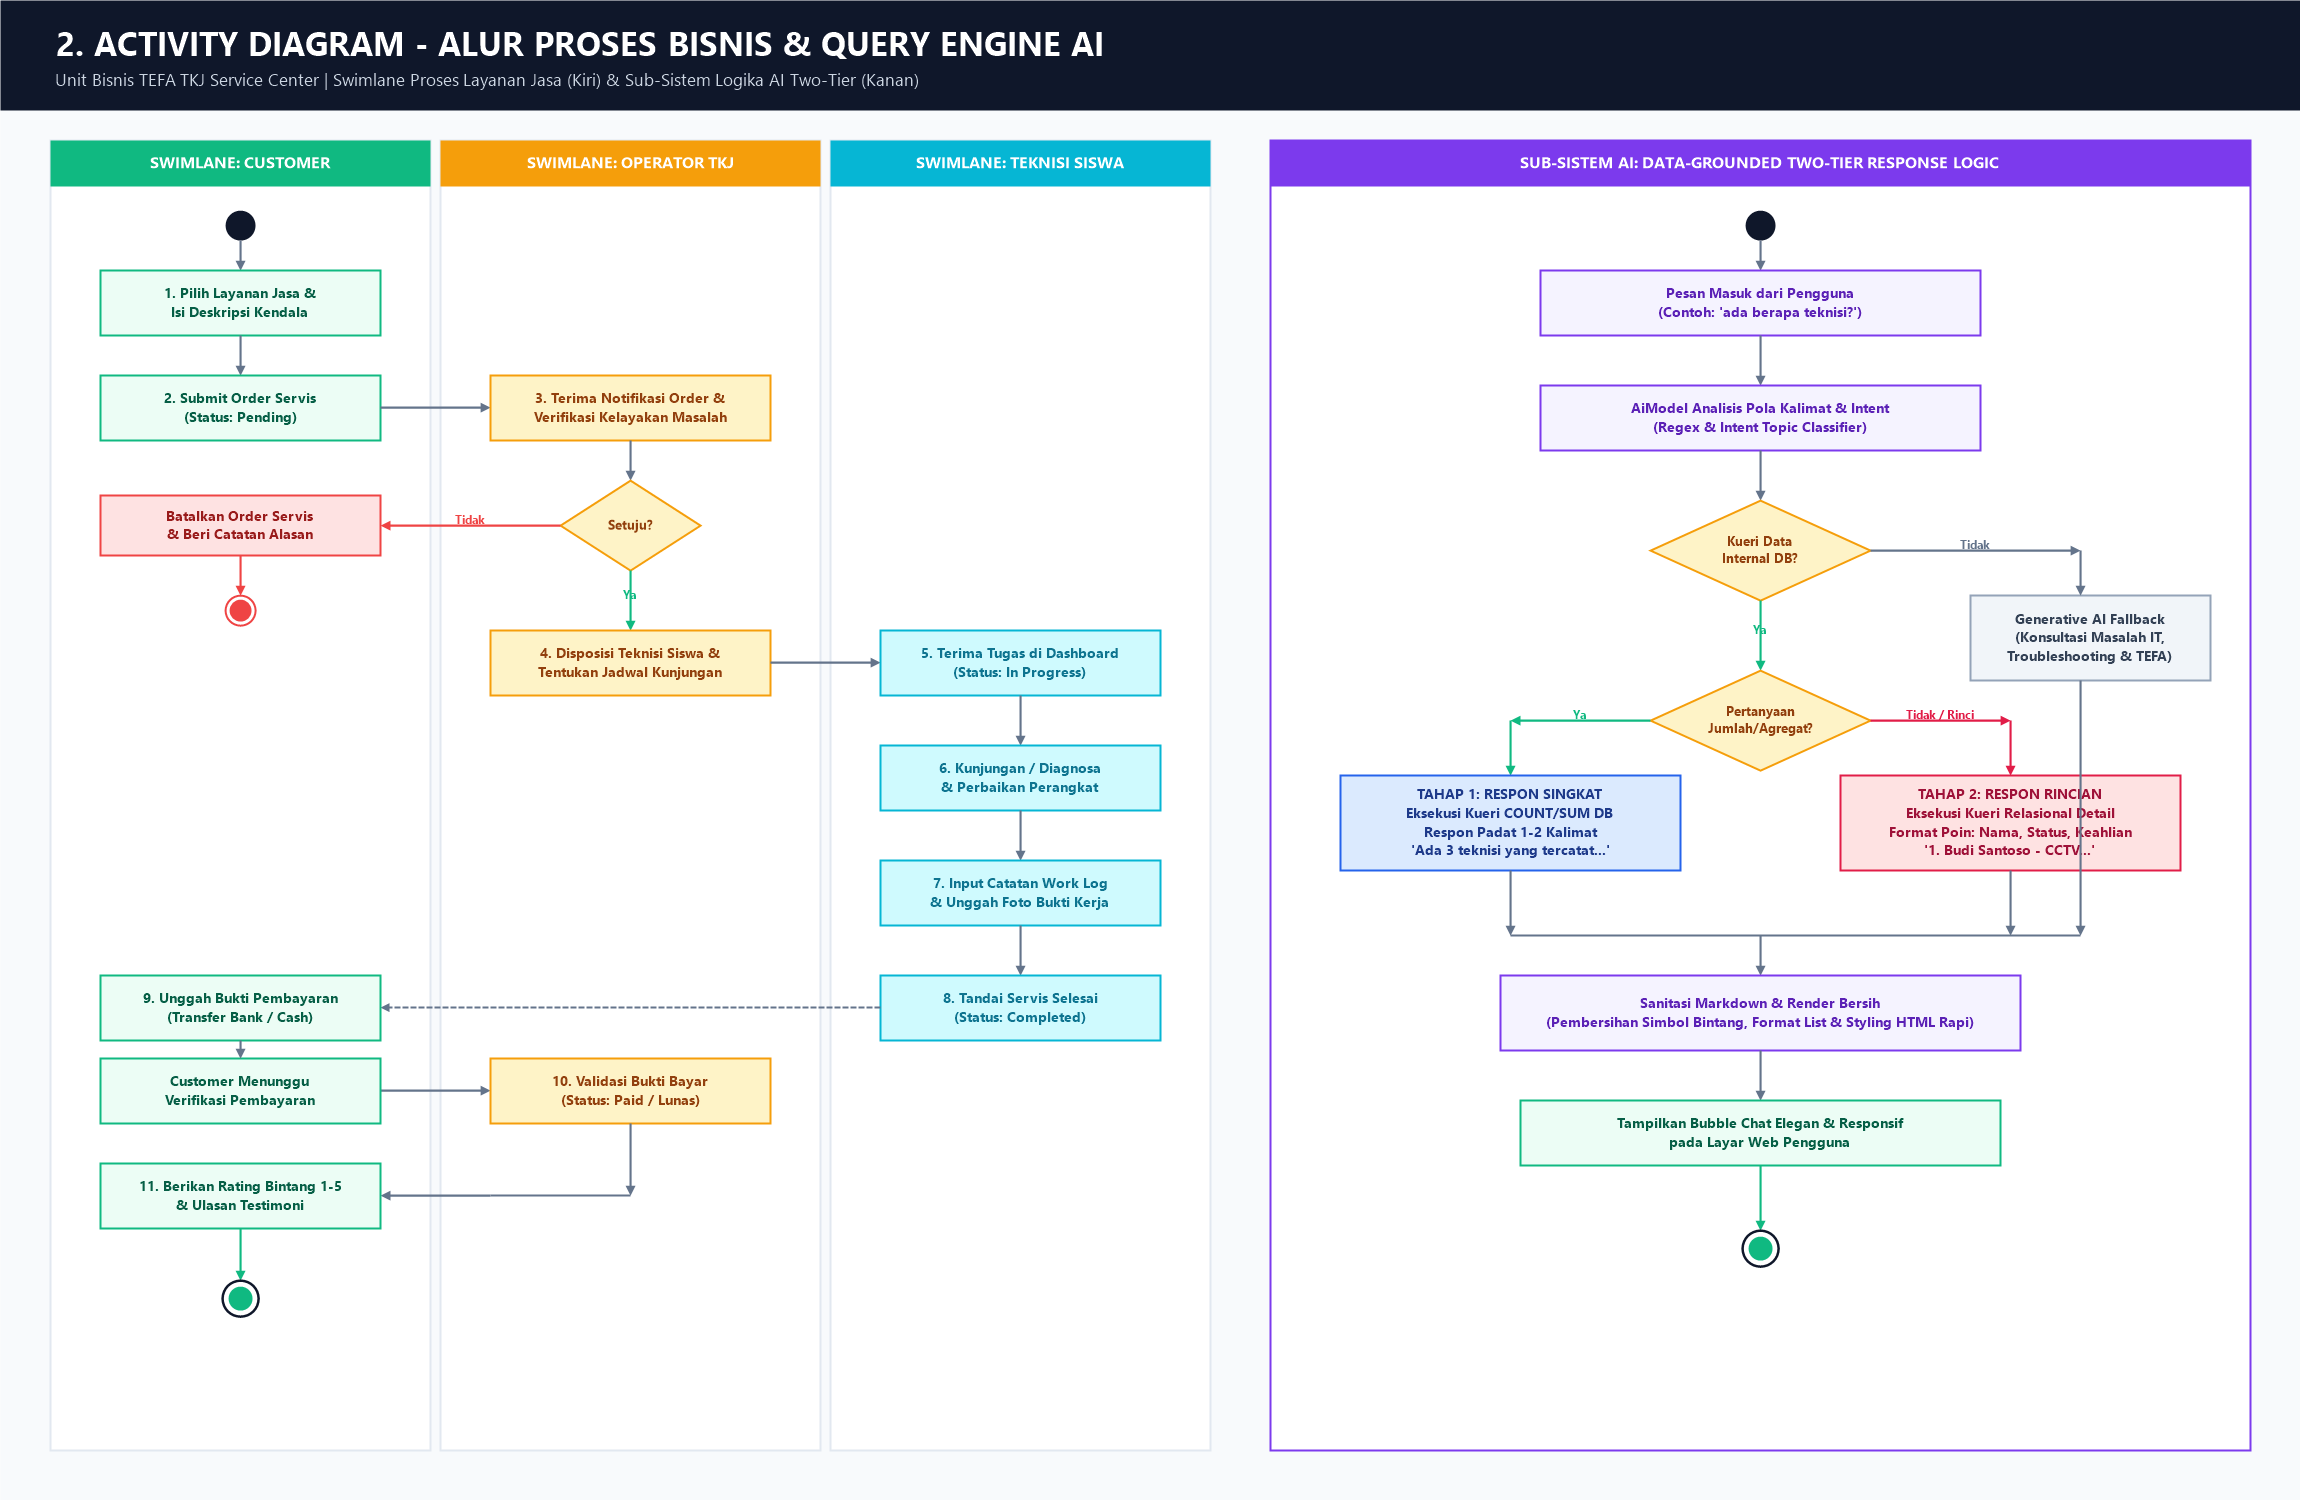 2. ACTIVITY DIAGRAM - ALUR PROSES BISNIS & QUERY ENGINE AI
Unit Bisnis TEFA TKJ Service Center | Swimlane Proses Layanan Jasa (Kiri) & Sub-Sistem Logika AI Two-Tier (Kanan)
SWIMLANE: CUSTOMER
SWIMLANE: OPERATOR TKJ
SWIMLANE: TEKNISI SISWA
1. Pilih Layanan Jasa &
Isi Deskripsi Kendala
2. Submit Order Servis
(Status: Pending)
3. Terima Notifikasi Order &
Verifikasi Kelayakan Masalah
Setuju?
Tidak
Batalkan Order Servis
& Beri Catatan Alasan
Ya
4. Disposisi Teknisi Siswa &
Tentukan Jadwal Kunjungan
5. Terima Tugas di Dashboard
(Status: In Progress)
6. Kunjungan / Diagnosa
& Perbaikan Perangkat
7. Input Catatan Work Log
& Unggah Foto Bukti Kerja
8. Tandai Servis Selesai
(Status: Completed)
9. Unggah Bukti Pembayaran
(Transfer Bank / Cash)
Customer Menunggu
Verifikasi Pembayaran
10. Validasi Bukti Bayar
(Status: Paid / Lunas)
11. Berikan Rating Bintang 1-5
& Ulasan Testimoni
SUB-SISTEM AI: DATA-GROUNDED TWO-TIER RESPONSE LOGIC
Pesan Masuk dari Pengguna
(Contoh: 'ada berapa teknisi?')
AiModel Analisis Pola Kalimat & Intent
(Regex & Intent Topic Classifier)
Kueri Data
Internal DB?
Tidak
Generative AI Fallback
(Konsultasi Masalah IT,
Troubleshooting & TEFA)
Ya
Pertanyaan
Jumlah/Agregat?
Ya
Tidak / Rinci
TAHAP 1: RESPON SINGKAT
Eksekusi Kueri COUNT/SUM DB
Respon Padat 1-2 Kalimat
'Ada 3 teknisi yang tercatat...'
TAHAP 2: RESPON RINCIAN
Eksekusi Kueri Relasional Detail
Format Poin: Nama, Status, Keahlian
'1. Budi Santoso - CCTV...'
Sanitasi Markdown & Render Bersih
(Pembersihan Simbol Bintang, Format List & Styling HTML Rapi)
Tampilkan Bubble Chat Elegan & Responsif
pada Layar Web Pengguna